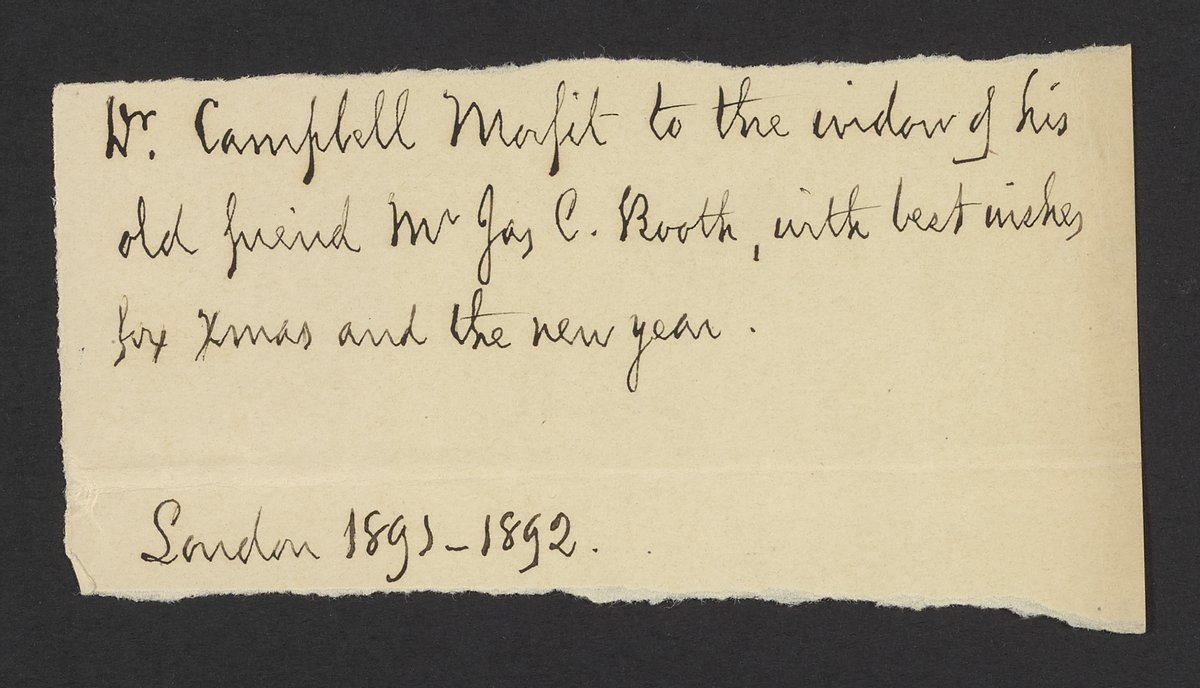 Dr. Campbell Morfit to the widow of his
old friend Mr Jas C. Booth, with best wishes
for Xmas and the new year.
London 1891-1892.